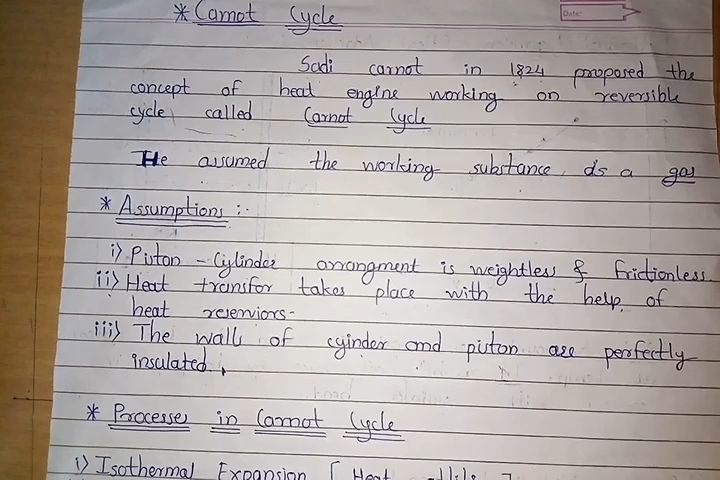 * Carnot Cycle
Date:
Sadi carnot in 1824 proposed the
concept of heat engine working on reversible
cycle called Carnot Cycle
He assumed the working substance as a gas
* Assumptions :-
i) Piston - Cylinder arrangment is weightless & frictionless
ii) Heat transfer takes place with the help of
heat reserviors-
iii) The walls of cyinder and piston are perfectly
insulated.
* Processes in Carnot Cycle
i) Isothermal Expansion [ Heat